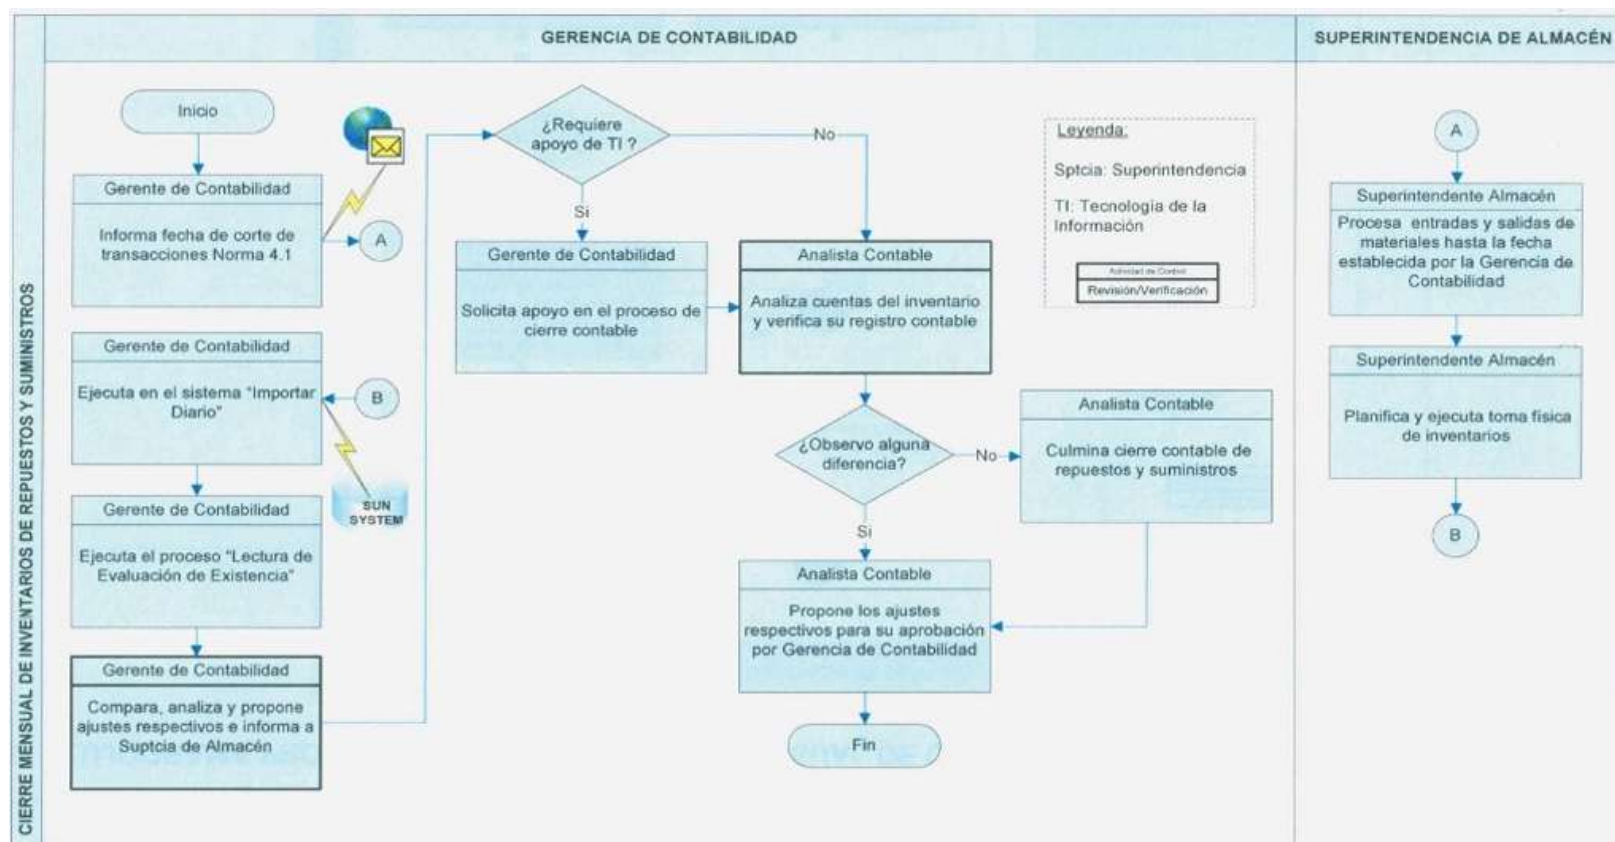 GERENCIA DE CONTABILIDAD
SUPERINTENDENCIA DE ALMACÉN
CIERRE MENSUAL DE INVENTARIOS DE REPUESTOS Y SUMINISTROS
Inicio
Gerente de Contabilidad
Informa fecha de corte de
transacciones Norma 4.1
A
Gerente de Contabilidad
Ejecuta en el sistema "Importar
Diario"
B
SUN
SYSTEM
Gerente de Contabilidad
Ejecuta el proceso "Lectura de
Evaluación de Existencia"
Gerente de Contabilidad
Compara, analiza y propone
ajustes respectivos e informa a
Suptcia de Almacén
¿Requiere
apoyo de TI ?
No
Si
Gerente de Contabilidad
Solicita apoyo en el proceso de
cierre contable
Analista Contable
Analiza cuentas del inventario
y verifica su registro contable
¿Observo alguna
diferencia?
No
Si
Analista Contable
Culmina cierre contable de
repuestos y suministros
Analista Contable
Propone los ajustes
respectivos para su aprobación
por Gerencia de Contabilidad
Fin
Leyenda:
Sptcia: Superintendencia
TI: Tecnología de la
Información
Actividad de Control
Revisión/Verificación
A
Superintendente Almacén
Procesa entradas y salidas de
materiales hasta la fecha
establecida por la Gerencia de
Contabilidad
Superintendente Almacén
Planifica y ejecuta toma física
de inventarios
B